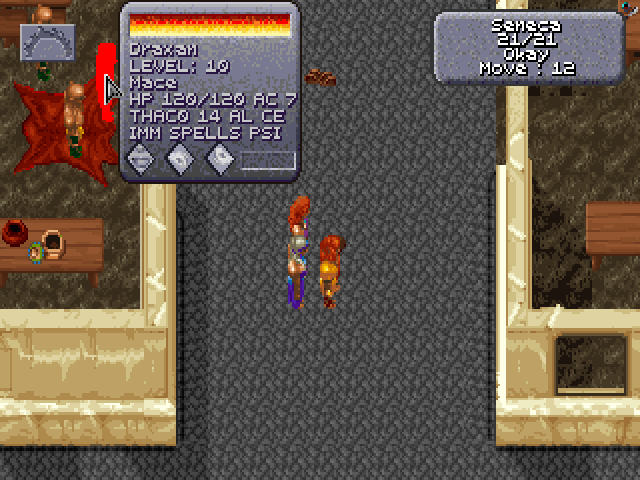 Draxan
LEVEL: 10
Mace
HP 120/120 AC 7
THAC0 14 AL CE
IMM SPELLS PSI
Seneca
21/21
Okay
Move : 12